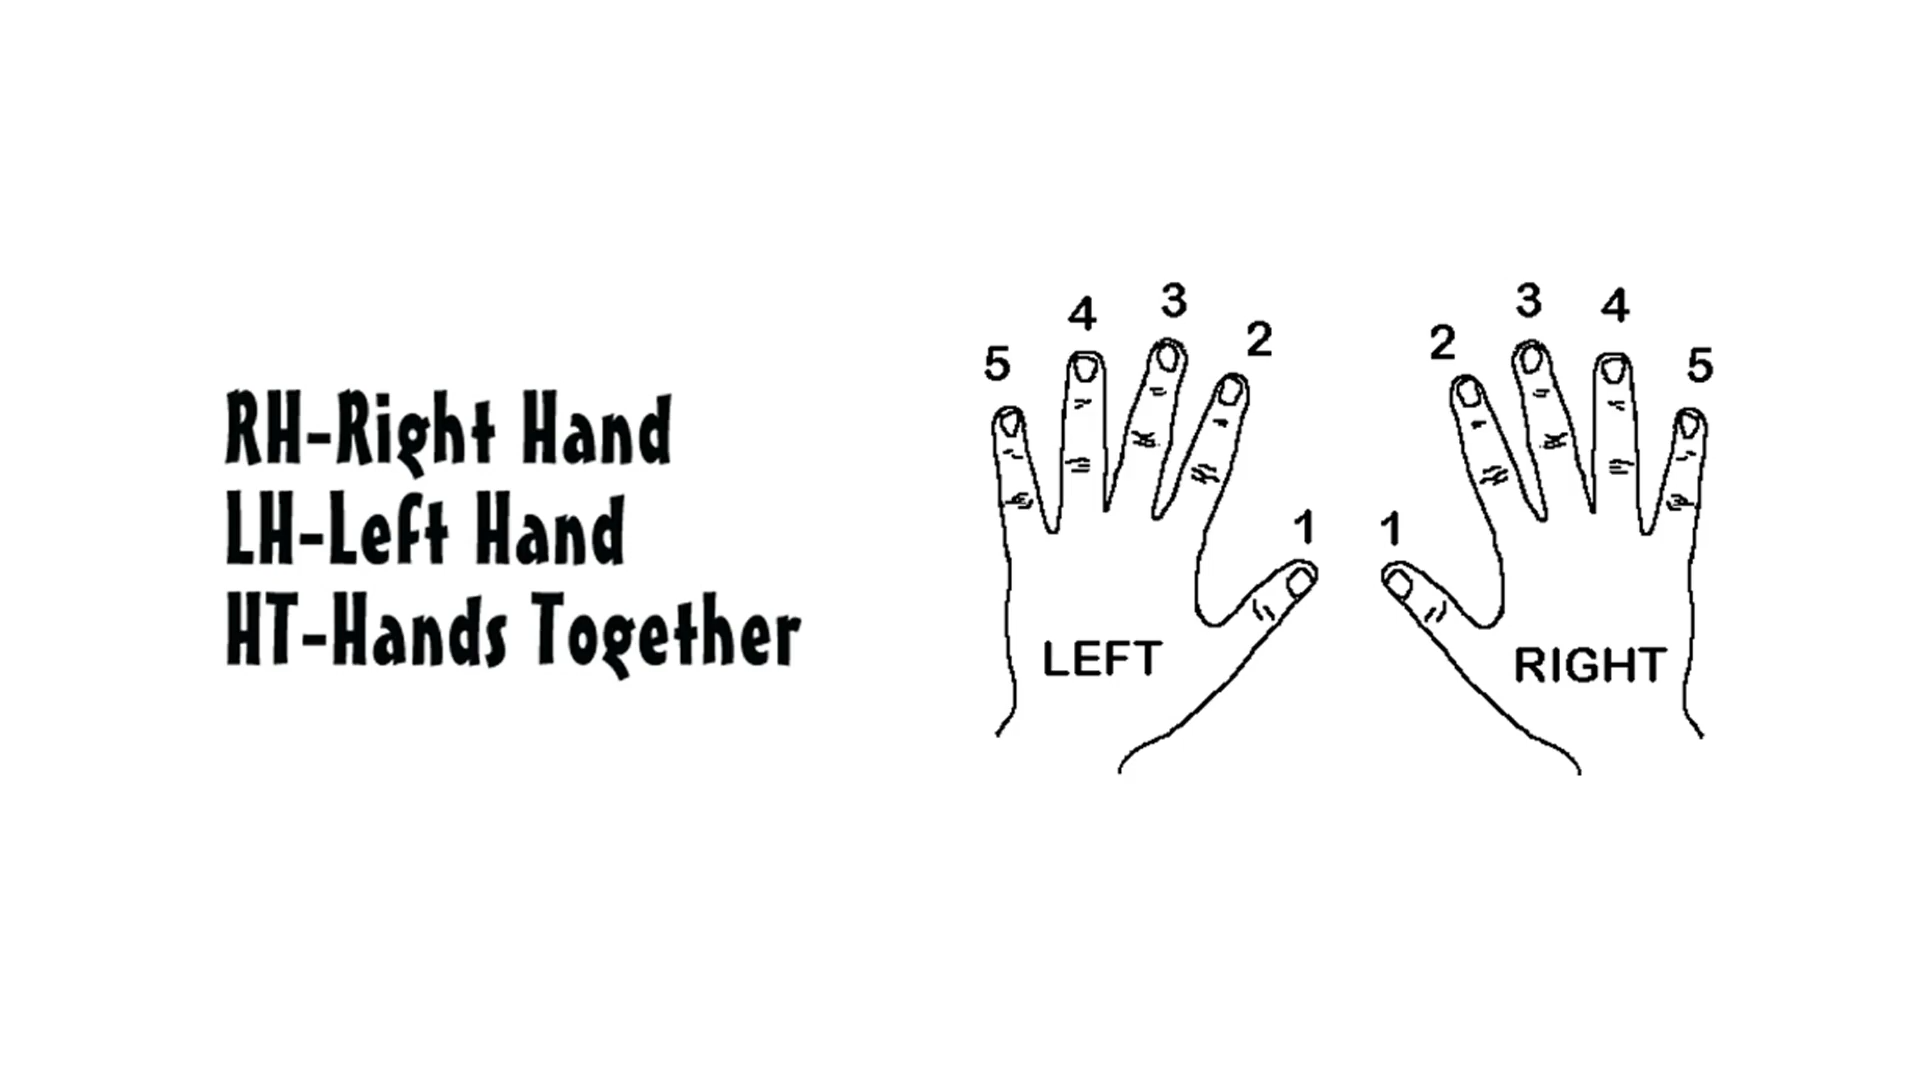 RH-Right Hand
LH-Left Hand
HT-Hands Together
5 4 3 2 1
LEFT
1 2 3 4 5
RIGHT